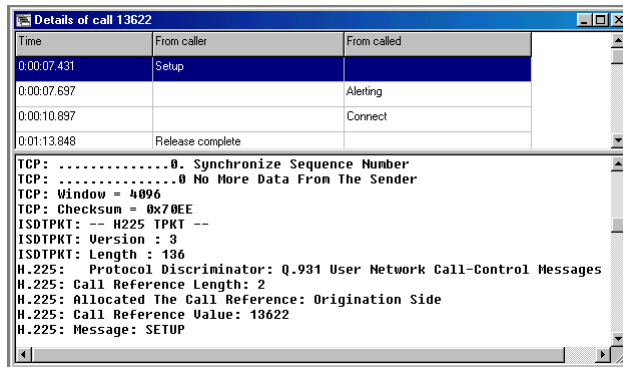 Details of call 13622
Time From caller From called
0:00:07.431 Setup
0:00:07.697 Alerting
0:00:10.897 Connect
0:01:13.848 Release complete
TCP: ..............0. Synchronize Sequence Number
TCP: ...............0 No More Data From The Sender
TCP: Window = 4096
TCP: Checksum = 0x70EE
ISDTPKT: -- H225 TPKT --
ISDTPKT: Version : 3
ISDTPKT: Length : 136
H.225:   Protocol Discriminator: Q.931 User Network Call-Control Messages
H.225: Call Reference Length: 2
H.225: Allocated The Call Reference: Origination Side
H.225: Call Reference Value: 13622
H.225: Message: SETUP